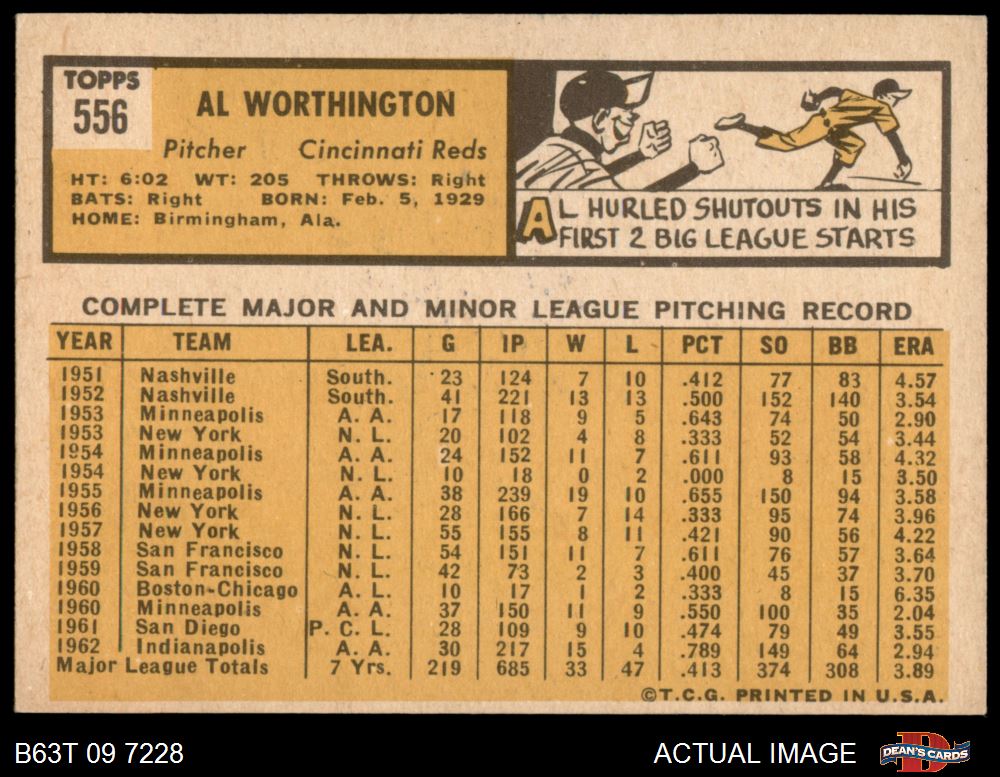 TOPPS
556
AL WORTHINGTON
Pitcher Cincinnati Reds
HT: 6:02 WT: 205 THROWS: Right
BATS: Right BORN: Feb. 5, 1929
HOME: Birmingham, Ala.
AL HURLED SHUTOUTS IN HIS
FIRST 2 BIG LEAGUE STARTS
COMPLETE MAJOR AND MINOR LEAGUE PITCHING RECORD
YEAR TEAM LEA. G IP W L PCT SO BB ERA
1951 Nashville South. 23 124 7 10 .412 77 83 4.57
1952 Nashville South. 41 221 13 13 .500 152 140 3.54
1953 Minneapolis A. A. 17 118 9 5 .643 74 50 2.90
1953 New York N. L. 20 102 4 8 .333 52 54 3.44
1954 Minneapolis A. A. 24 152 11 7 .611 93 58 4.32
1954 New York N. L. 10 18 0 2 .000 8 15 3.50
1955 Minneapolis A. A. 38 239 19 10 .655 150 94 3.58
1956 New York N. L. 28 166 7 14 .333 95 74 3.96
1957 New York N. L. 55 155 8 11 .421 90 56 4.22
1958 San Francisco N. L. 54 151 11 7 .611 76 57 3.64
1959 San Francisco N. L. 42 73 2 3 .400 45 37 3.70
1960 Boston-Chicago A. L. 10 17 1 2 .333 8 15 6.35
1960 Minneapolis A. A. 37 150 11 9 .550 100 35 2.04
1961 San Diego P. C. L. 28 109 9 10 .474 79 49 3.55
1962 Indianapolis A. A. 30 217 15 4 .789 149 64 2.94
Major League Totals 7 Yrs. 219 685 33 47 .413 374 308 3.89
©T.C.G. PRINTED IN U.S.A.
B63T 09 7228 ACTUAL IMAGE DEAN'S CARDS